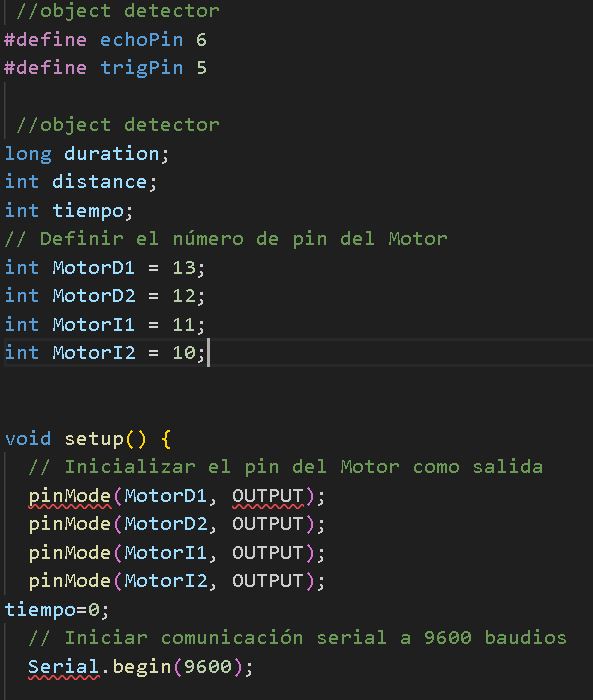 //object detector
#define echoPin 6
#define trigPin 5
//object detector
long duration;
int distance;
int tiempo;
// Definir el número de pin del Motor
int MotorD1 = 13;
int MotorD2 = 12;
int MotorI1 = 11;
int MotorI2 = 10;
void setup() {
// Inicializar el pin del Motor como salida
pinMode(MotorD1, OUTPUT);
pinMode(MotorD2, OUTPUT);
pinMode(MotorI1, OUTPUT);
pinMode(MotorI2, OUTPUT);
tiempo=0;
// Iniciar comunicación serial a 9600 baudios
Serial.begin(9600);